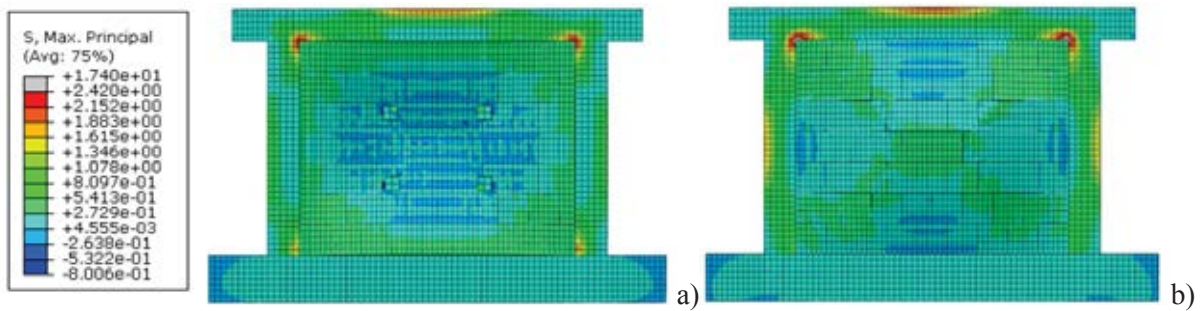 S, Max. Principal
(Avg: 75%)
+1.740e+01
+2.420e+00
+2.152e+00
+1.883e+00
+1.615e+00
+1.346e+00
+1.078e+00
+8.097e-01
+5.413e-01
+2.729e-01
+4.555e-03
-2.638e-01
-5.322e-01
-8.006e-01
a)
b)